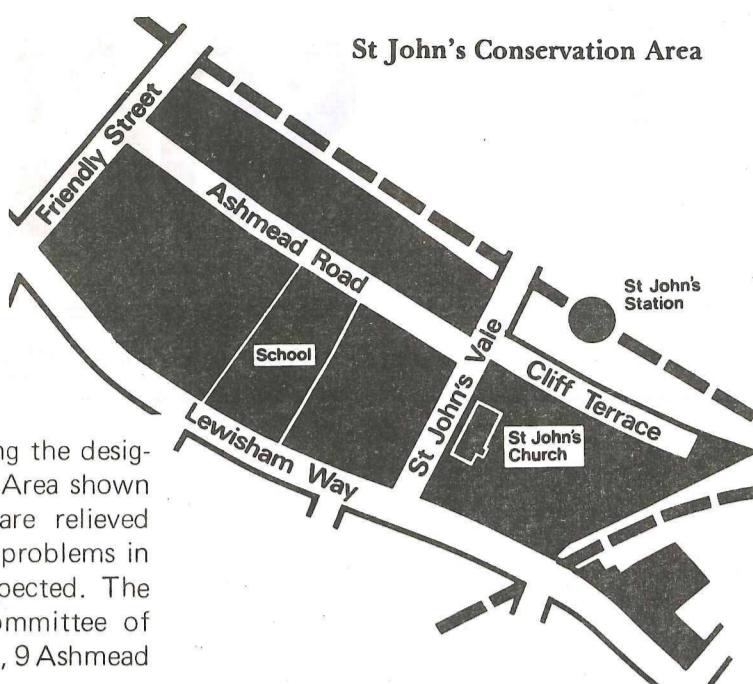 St John's Conservation Area
Friendly Street
Ashmead Road
St John's
Station
School
St John's Vale
Cliff Terrace
St John's
Church
Lewisham Way
ng the desig-
Area shown
are relieved
problems in
pected. The
ommittee of
, 9 Ashmead